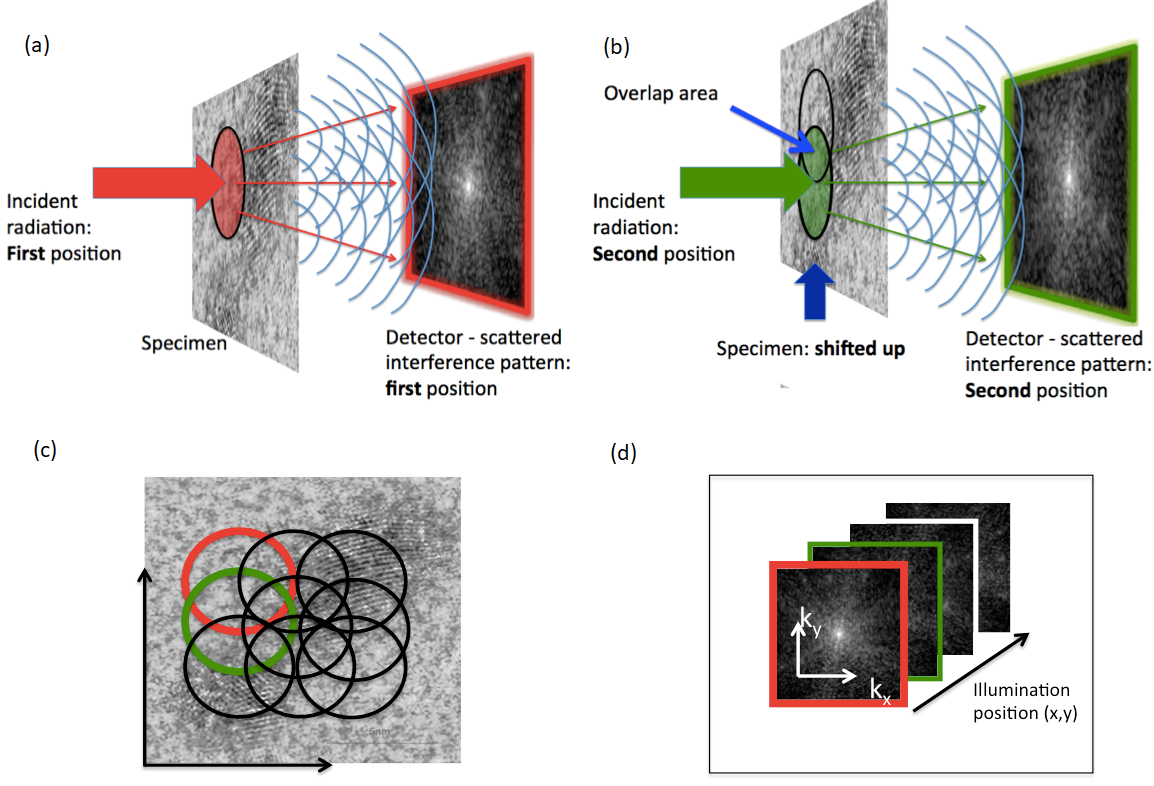 (a)
Incident
radiation:
First position
Specimen
Detector - scattered
interference pattern:
first position
(b)
Overlap area
Incident
radiation:
Second position
Specimen: shifted up
Detector - scattered
interference pattern:
Second position
(c)
5nm
(d)
ky
kx
Illumination
position (x,y)